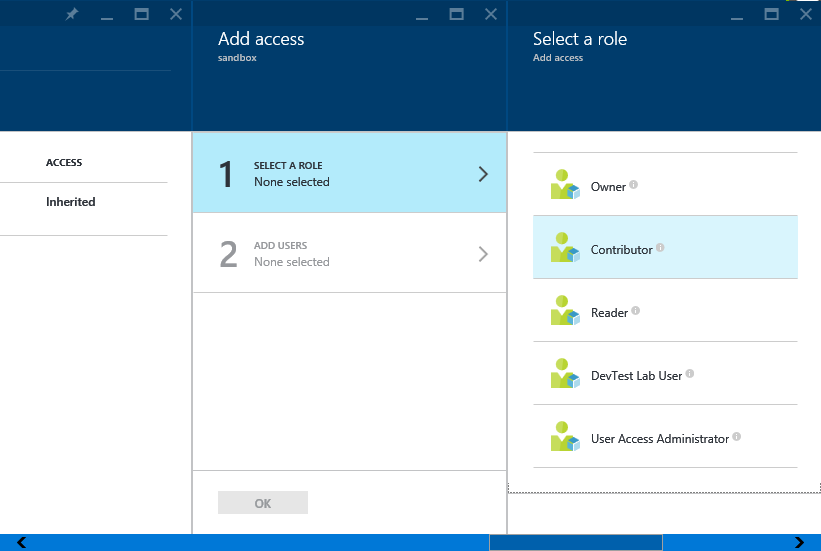 Add access
sandbox
Select a role
Add access
ACCESS
Inherited
1
SELECT A ROLE
None selected
2
ADD USERS
None selected
OK
Owner
Contributor
Reader
DevTest Lab User
User Access Administrator